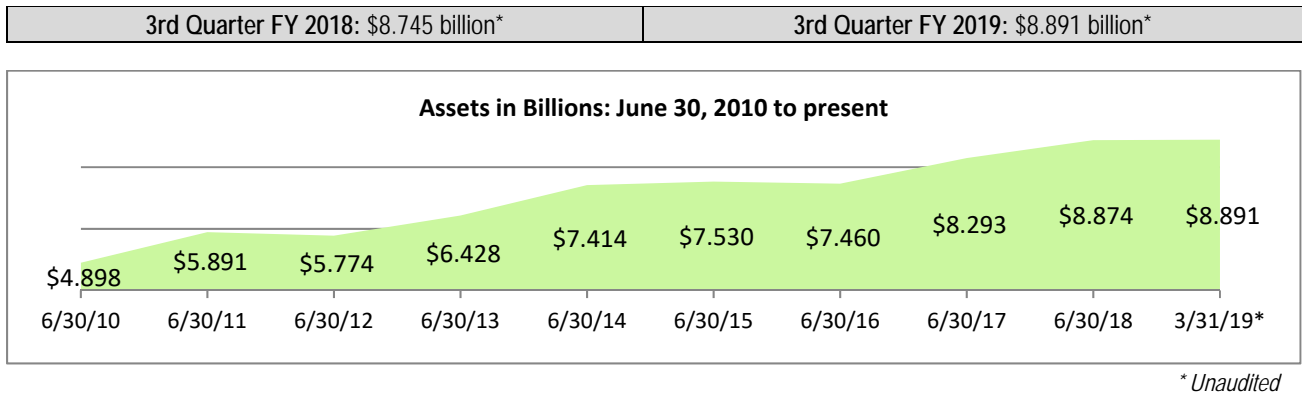 3rd Quarter FY 2018: $8.745 billion* 3rd Quarter FY 2019: $8.891 billion*
Assets in Billions: June 30, 2010 to present
$4.898 $5.891 $5.774 $6.428 $7.414 $7.530 $7.460 $8.293 $8.874 $8.891
6/30/10 6/30/11 6/30/12 6/30/13 6/30/14 6/30/15 6/30/16 6/30/17 6/30/18 3/31/19*
* Unaudited